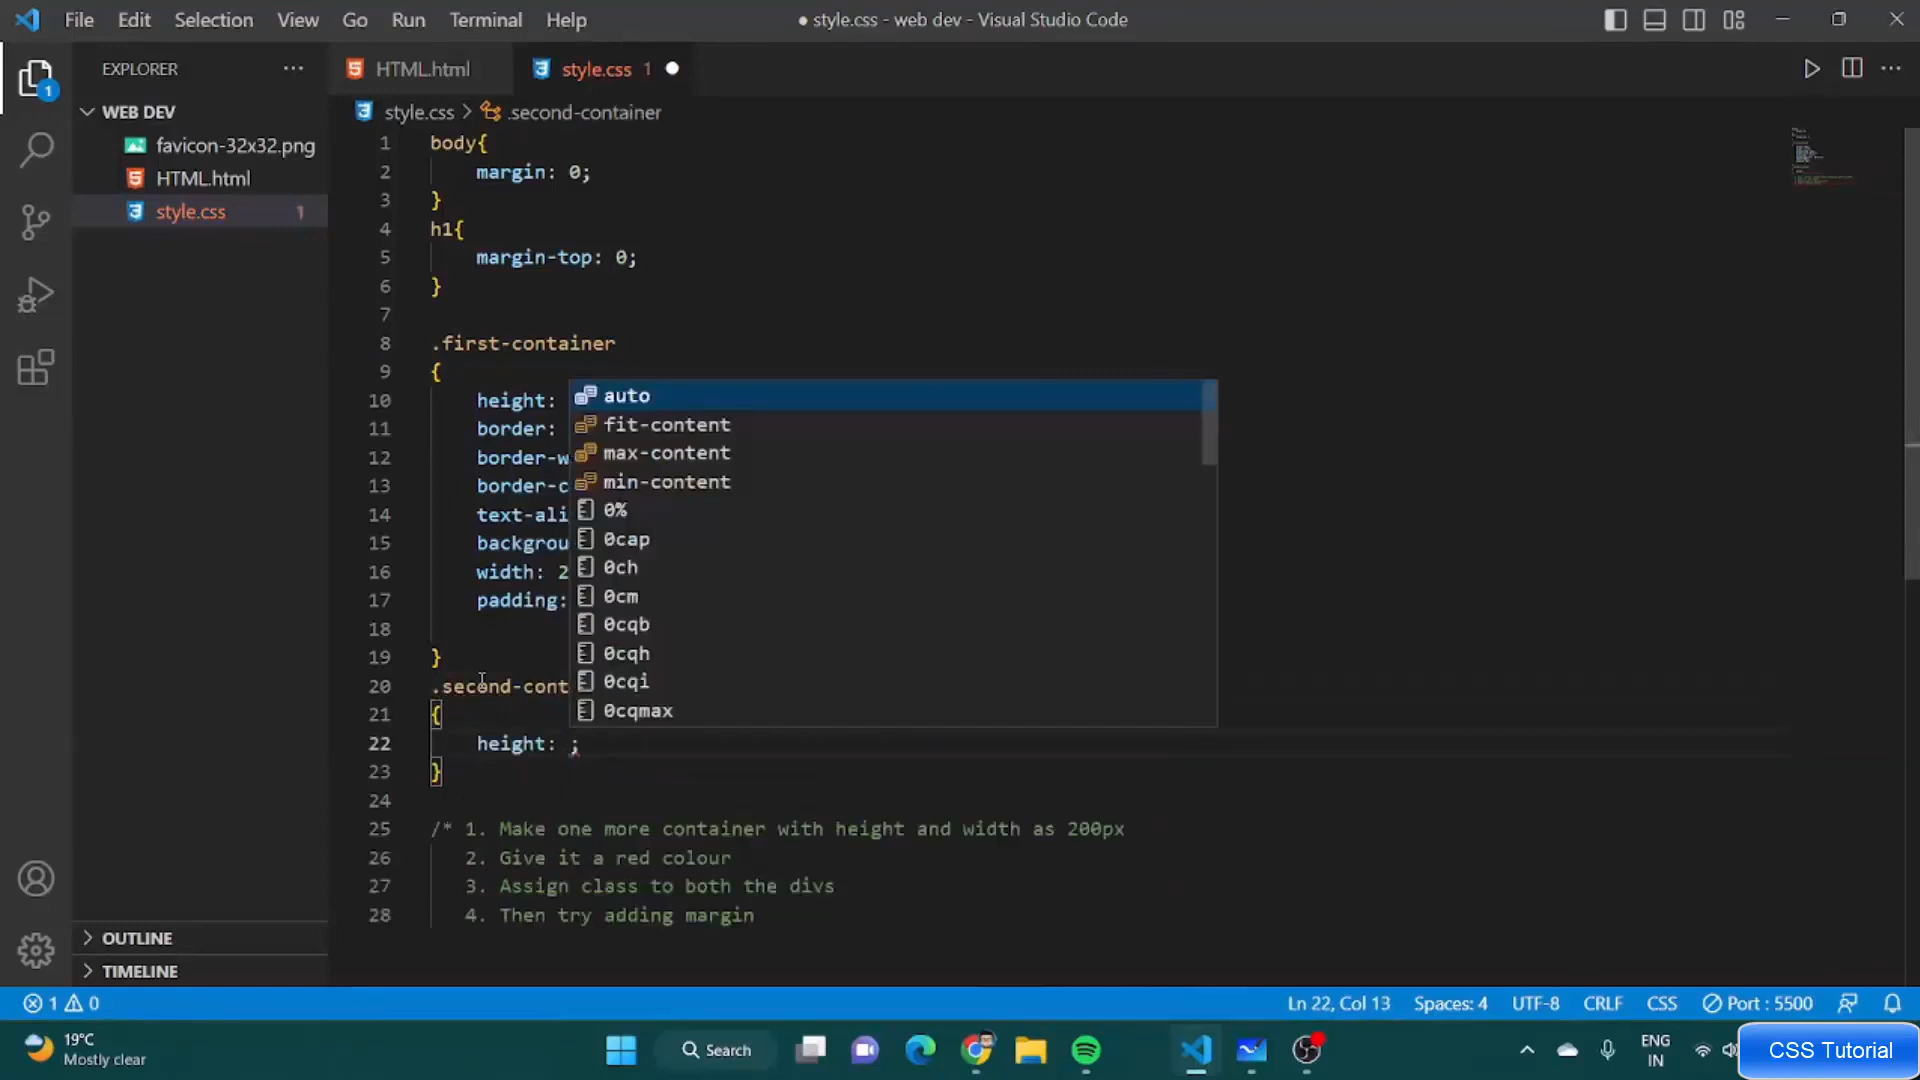 File Edit Selection View Go Run Terminal Help
● style.css - web dev - Visual Studio Code
EXPLORER
HTML.html
style.css 1
WEB DEV
favicon-32x32.png
HTML.html
style.css 1
style.css > .second-container
1 body{
2 margin: 0;
3 }
4 h1{
5 margin-top: 0;
6 }
7
8 .first-container
9 {
10 height:
11 border:
12 border-w
13 border-c
14 text-ali
15 backgrou
16 width: 2
17 padding:
18
19 }
20 .second-cont
21 {
22 height: ;
23 }
24
25 /* 1. Make one more container with height and width as 200px
26 2. Give it a red colour
27 3. Assign class to both the divs
28 4. Then try adding margin
auto
fit-content
max-content
min-content
0%
0cap
0ch
0cm
0cqb
0cqh
0cqi
0cqmax
1
OUTLINE
TIMELINE
1 0
Ln 22, Col 13 Spaces: 4 UTF-8 CRLF CSS Port : 5500
19°C
Mostly clear
Search
ENG
IN
CSS Tutorial